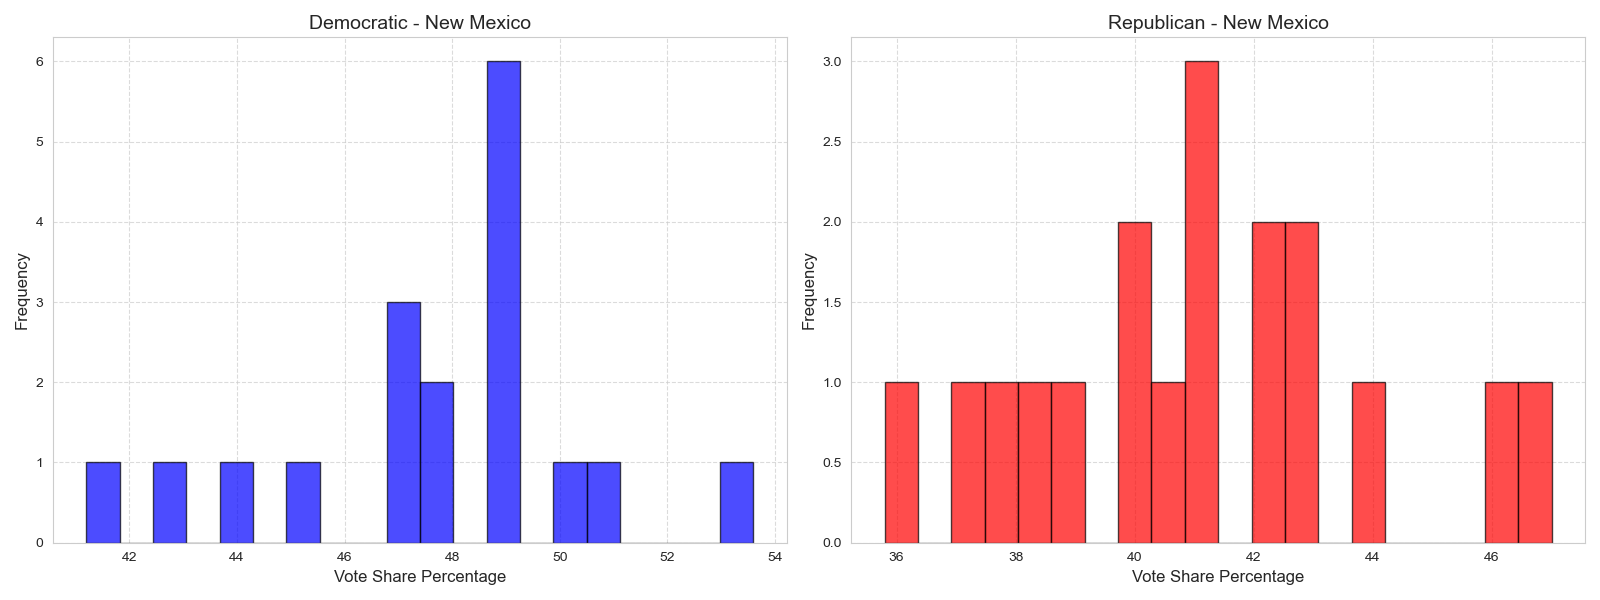 Democratic - New Mexico
Frequency
6
5
4
3
2
1
0
42 44 46 48 50 52 54
Vote Share Percentage
Republican - New Mexico
Frequency
3.0
2.5
2.0
1.5
1.0
0.5
0.0
36 38 40 42 44 46
Vote Share Percentage